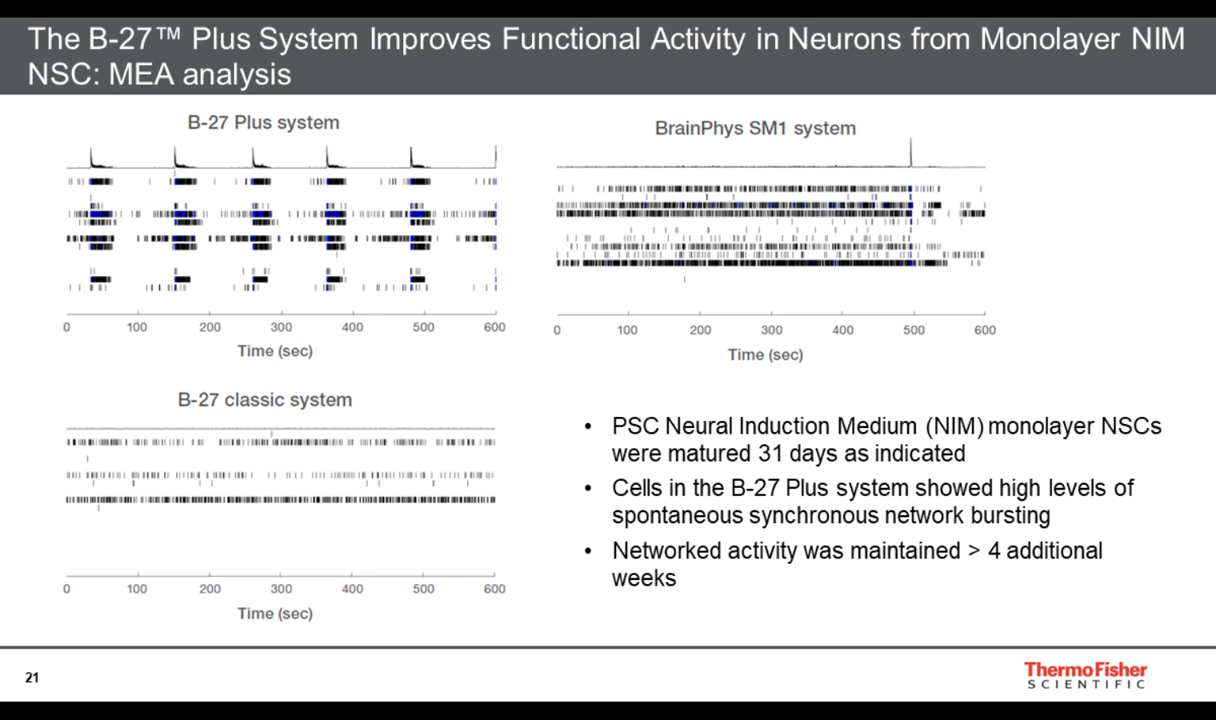 The B-27™ Plus System Improves Functional Activity in Neurons from Monolayer NIM
NSC: MEA analysis
B-27 Plus system
0 100 200 300 400 500 600
Time (sec)
BrainPhys SM1 system
0 100 200 300 400 500 600
Time (sec)
B-27 classic system
0 100 200 300 400 500 600
Time (sec)
• PSC Neural Induction Medium (NIM) monolayer NSCs
were matured 31 days as indicated
• Cells in the B-27 Plus system showed high levels of
spontaneous synchronous network bursting
• Networked activity was maintained > 4 additional
weeks
21
ThermoFisher
SCIENTIFIC